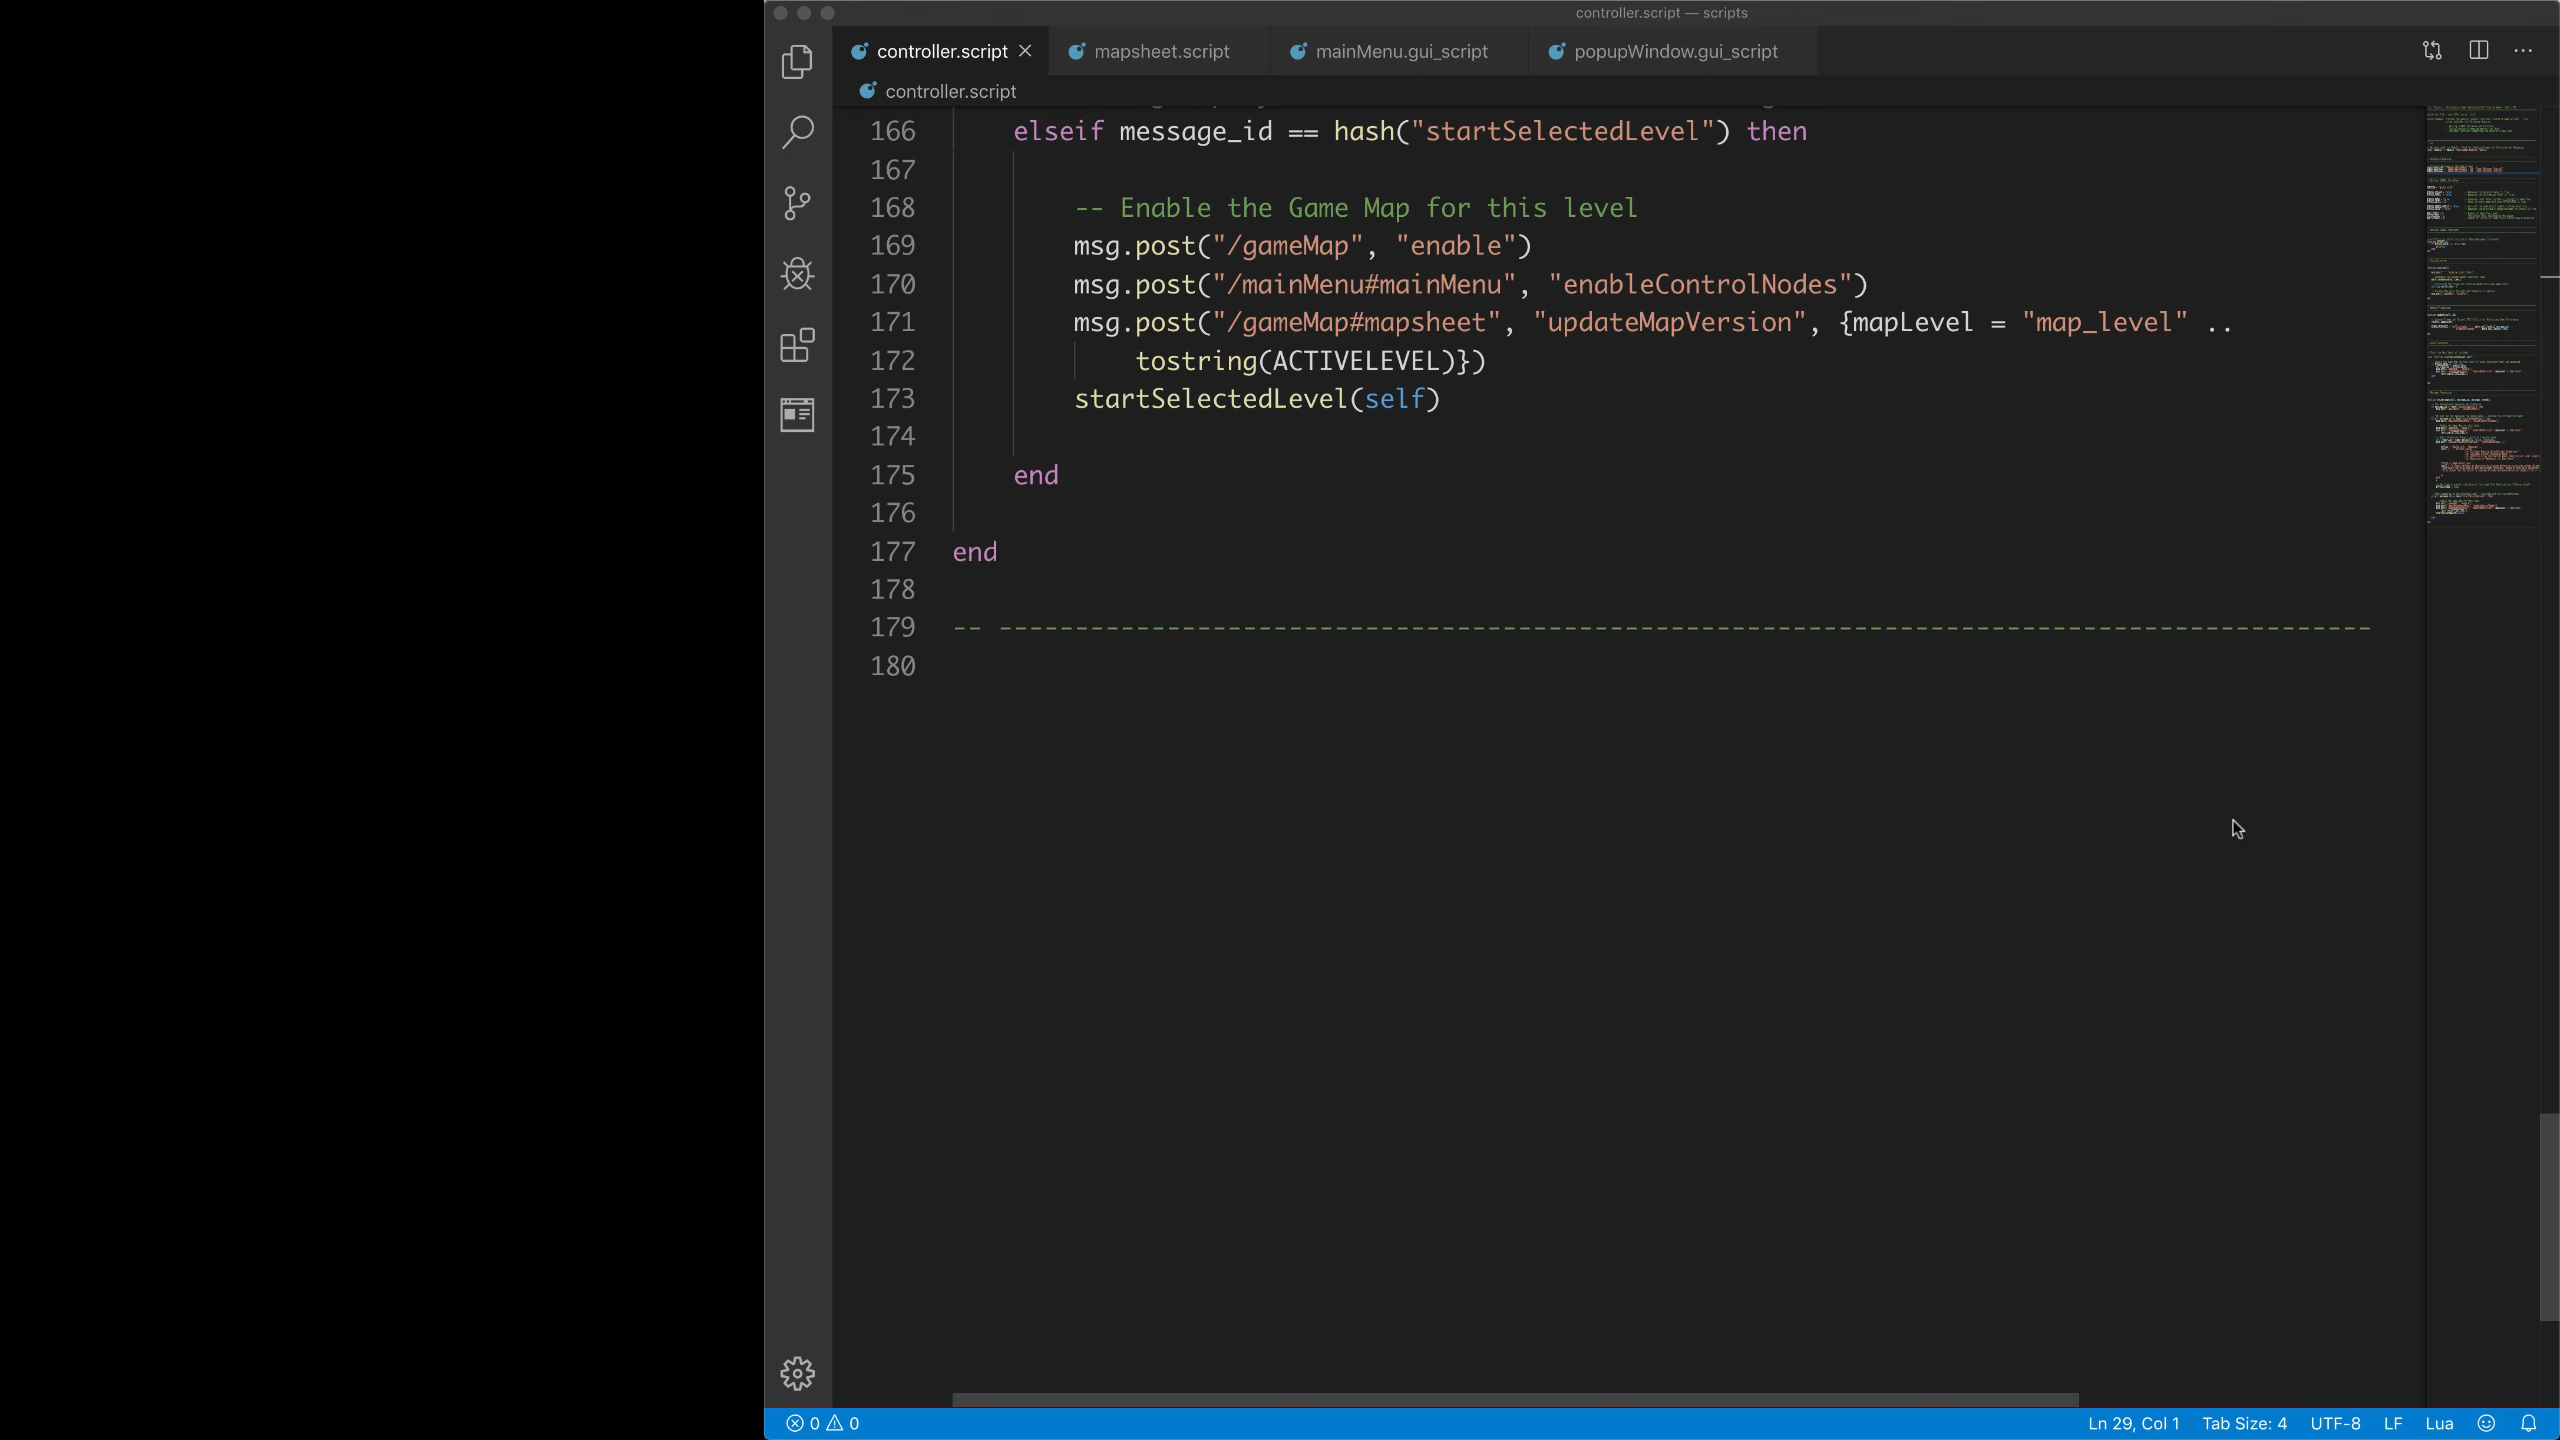 controller.script — scripts
controller.script mapsheet.script mainMenu.gui_script popupWindow.gui_script
controller.script
166 elseif message_id == hash("startSelectedLevel") then
167
168 -- Enable the Game Map for this level
169 msg.post("/gameMap", "enable")
170 msg.post("/mainMenu#mainMenu", "enableControlNodes")
171 msg.post("/gameMap#mapsheet", "updateMapVersion", {mapLevel = "map_level" ..
172 tostring(ACTIVELEVEL)})
173 startSelectedLevel(self)
174
175 end
176
177 end
178
179 -- ------------------------------------------------------------------------------------------
180
0 0 Ln 29, Col 1 Tab Size: 4 UTF-8 LF Lua